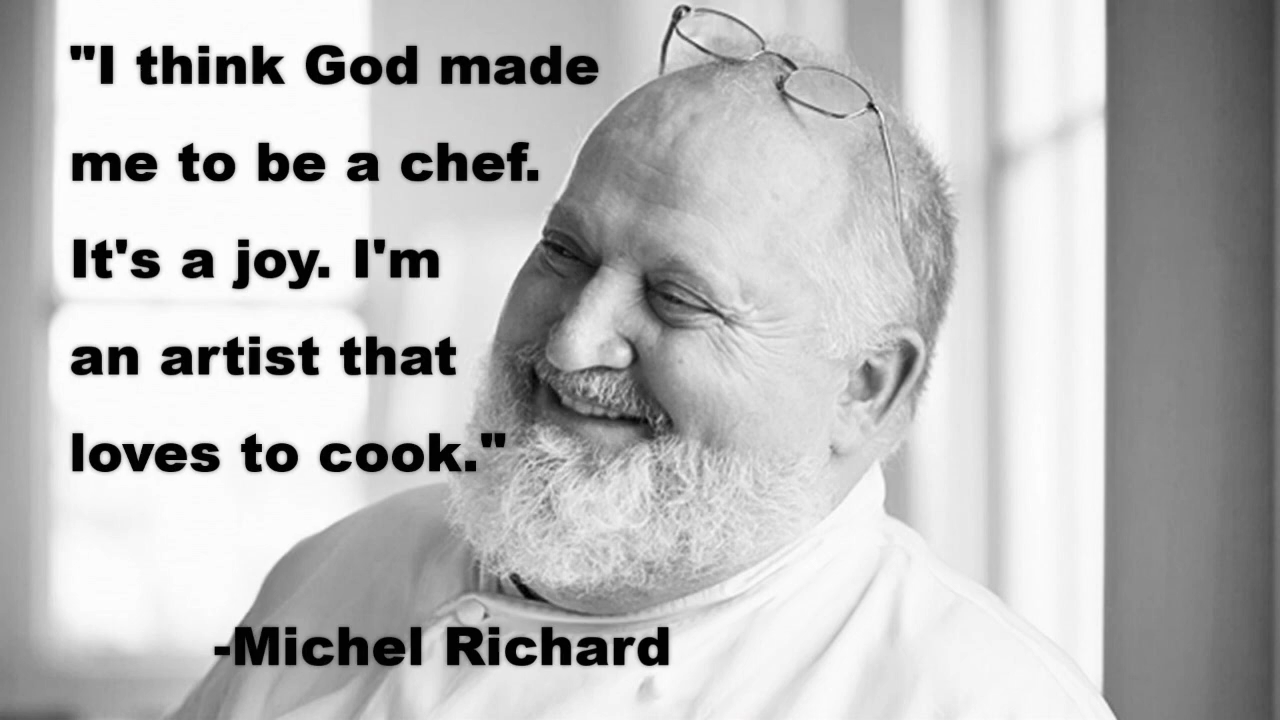 "I think God made
me to be a chef.
It's a joy. I'm
an artist that
loves to cook."
-Michel Richard